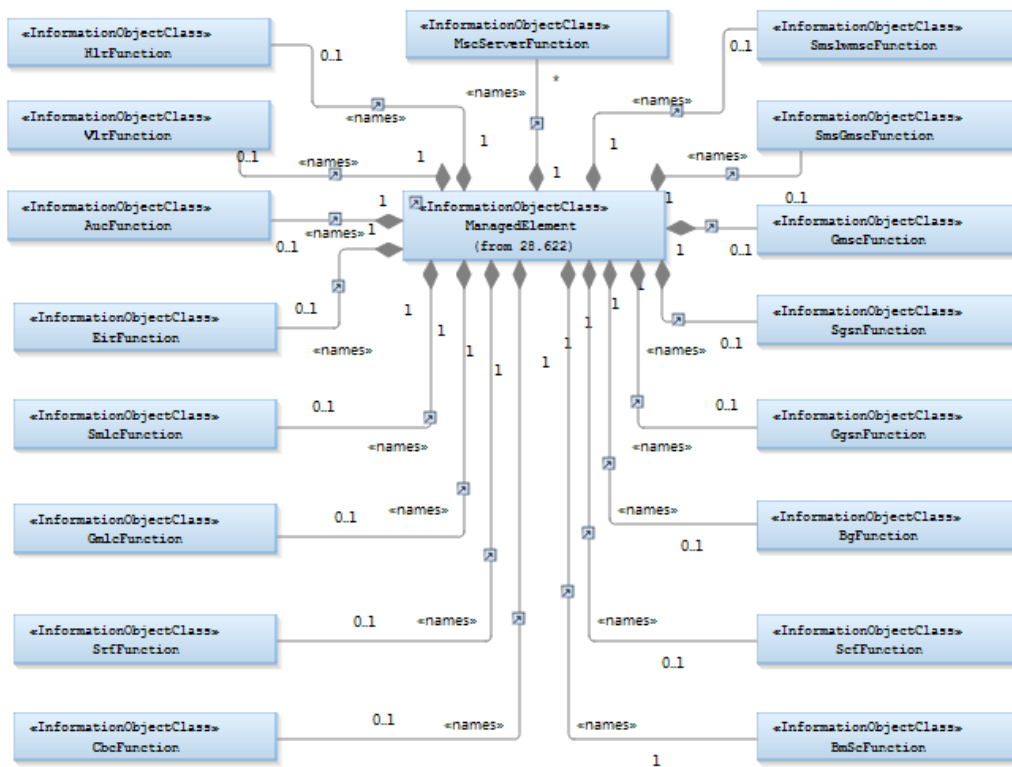 «InformationObjectClass»
HlrFunction
0..1
«names»
1
«InformationObjectClass»
MscServerFunction
*
«names»
1
«InformationObjectClass»
SmsIwmscFunction
0..1
«names»
1
«InformationObjectClass»
VlrFunction
0..1
«names»
1
«InformationObjectClass»
SmsGmscFunction
«names»
0..1
1
«InformationObjectClass»
AucFunction
0..1
«names»
1
«InformationObjectClass»
ManagedElement
(from 28.622)
«InformationObjectClass»
GmscFunction
0..1
1
«InformationObjectClass»
EirFunction
0..1
«names»
1
«InformationObjectClass»
SgsnFunction
0..1
«names»
1
«InformationObjectClass»
SmlcFunction
0..1
«names»
1
«InformationObjectClass»
GgsnFunction
0..1
«names»
1
«InformationObjectClass»
GmlcFunction
0..1
«names»
1
«InformationObjectClass»
BgFunction
0..1
«names»
1
«InformationObjectClass»
SrfFunction
0..1
«names»
1
«InformationObjectClass»
ScfFunction
0..1
«names»
1
«InformationObjectClass»
CbcFunction
0..1
«names»
1
«InformationObjectClass»
BmScFunction
1
«names»
1